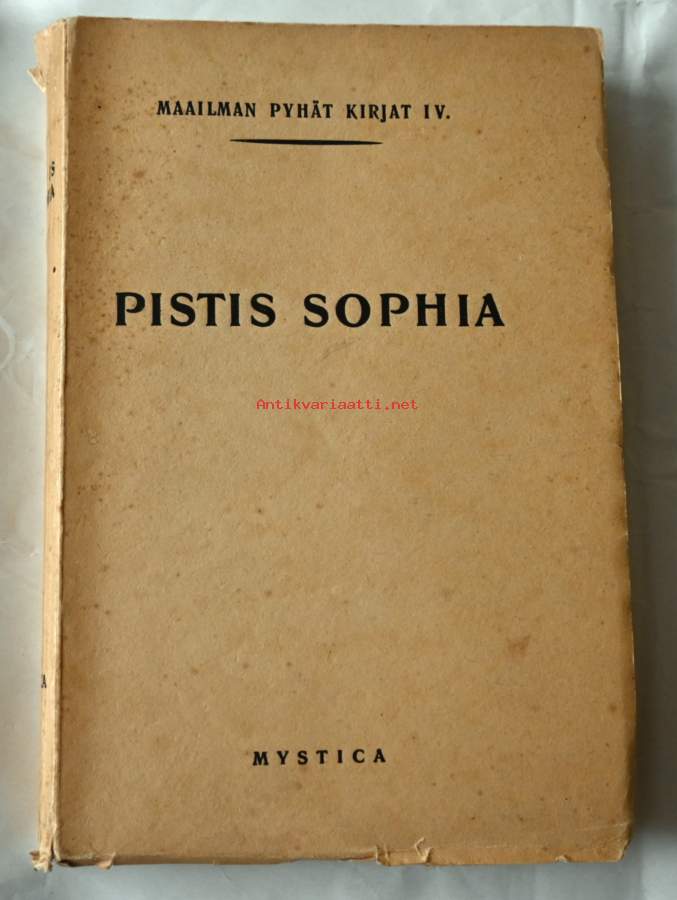 MAAILMAN PYHÄT KIRJAT IV.
PISTIS SOPHIA
Antikvariaatti.net
MYSTICA